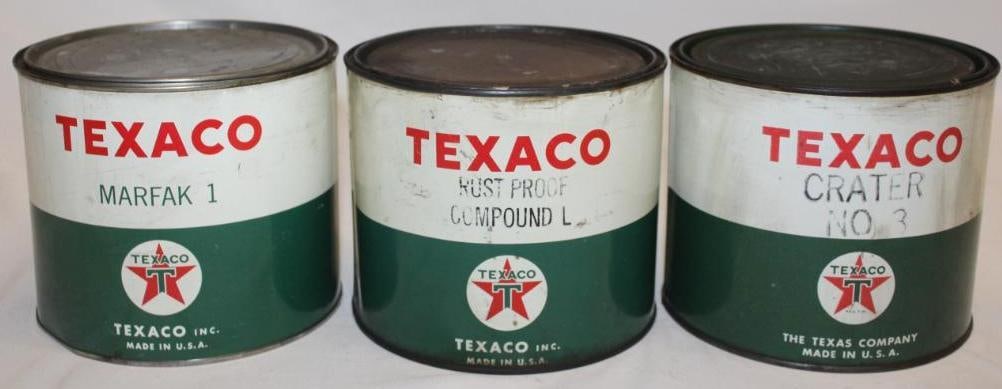 TEXACO
MARFAK 1
TEXACO
T
TEXACO INC.
MADE IN U.S.A.
TEXACO
RUST PROOF
COMPOUND L
TEXACO
T
TEXACO INC.
MADE IN U.S.A.
TEXACO
CRATER
NO. 3
TEXACO
T
THE TEXAS COMPANY
MADE IN U.S.A.